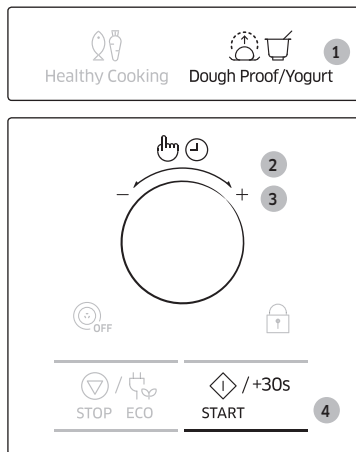 Healthy Cooking Dough Proof/Yogurt 1
2
− + 3
OFF
/ / +30s
STOP ECO START 4